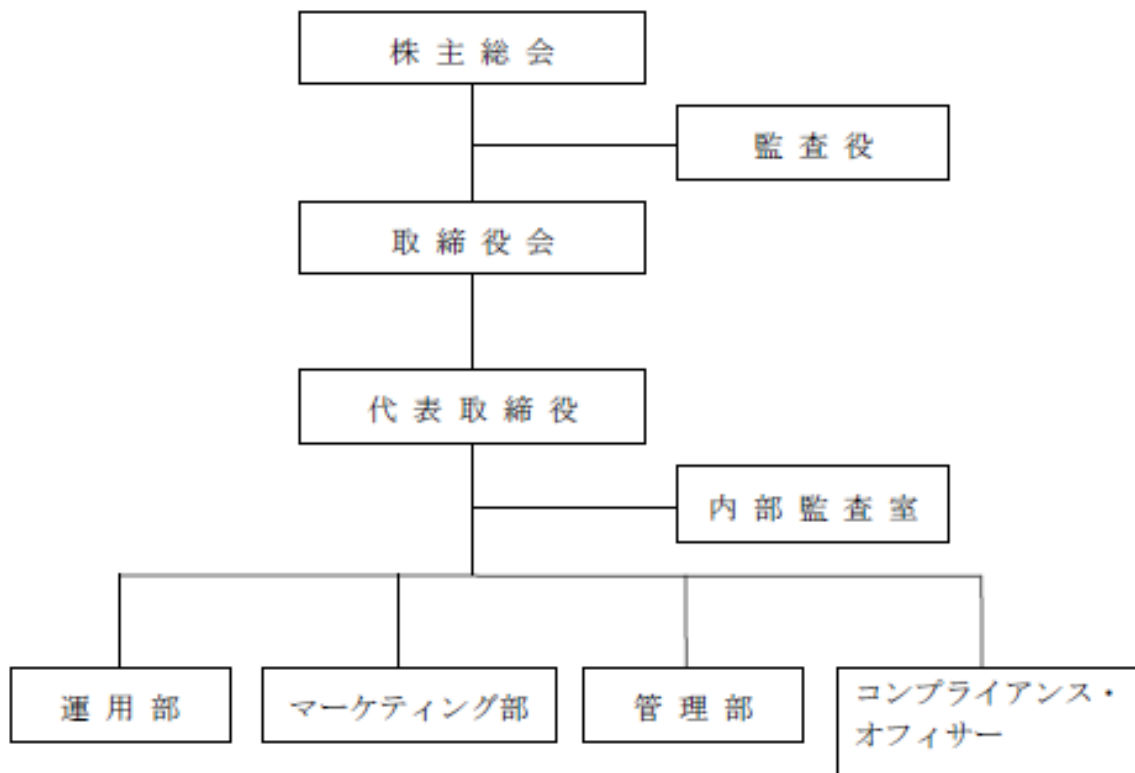 株主総会
監査役
取締役会
代表取締役
内部監査室
運用部
マーケティング部
管理部
コンプライアンス・
オフィサー